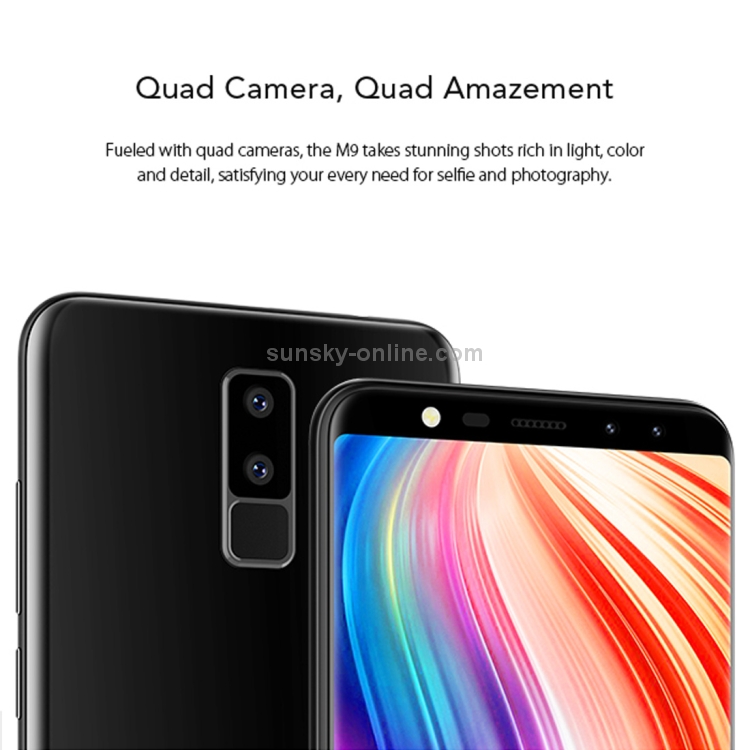 Quad Camera, Quad Amazement
Fueled with quad cameras, the M9 takes stunning shots rich in light, color
and detail, satisfying your every need for selfie and photography.
sunsky-online.com